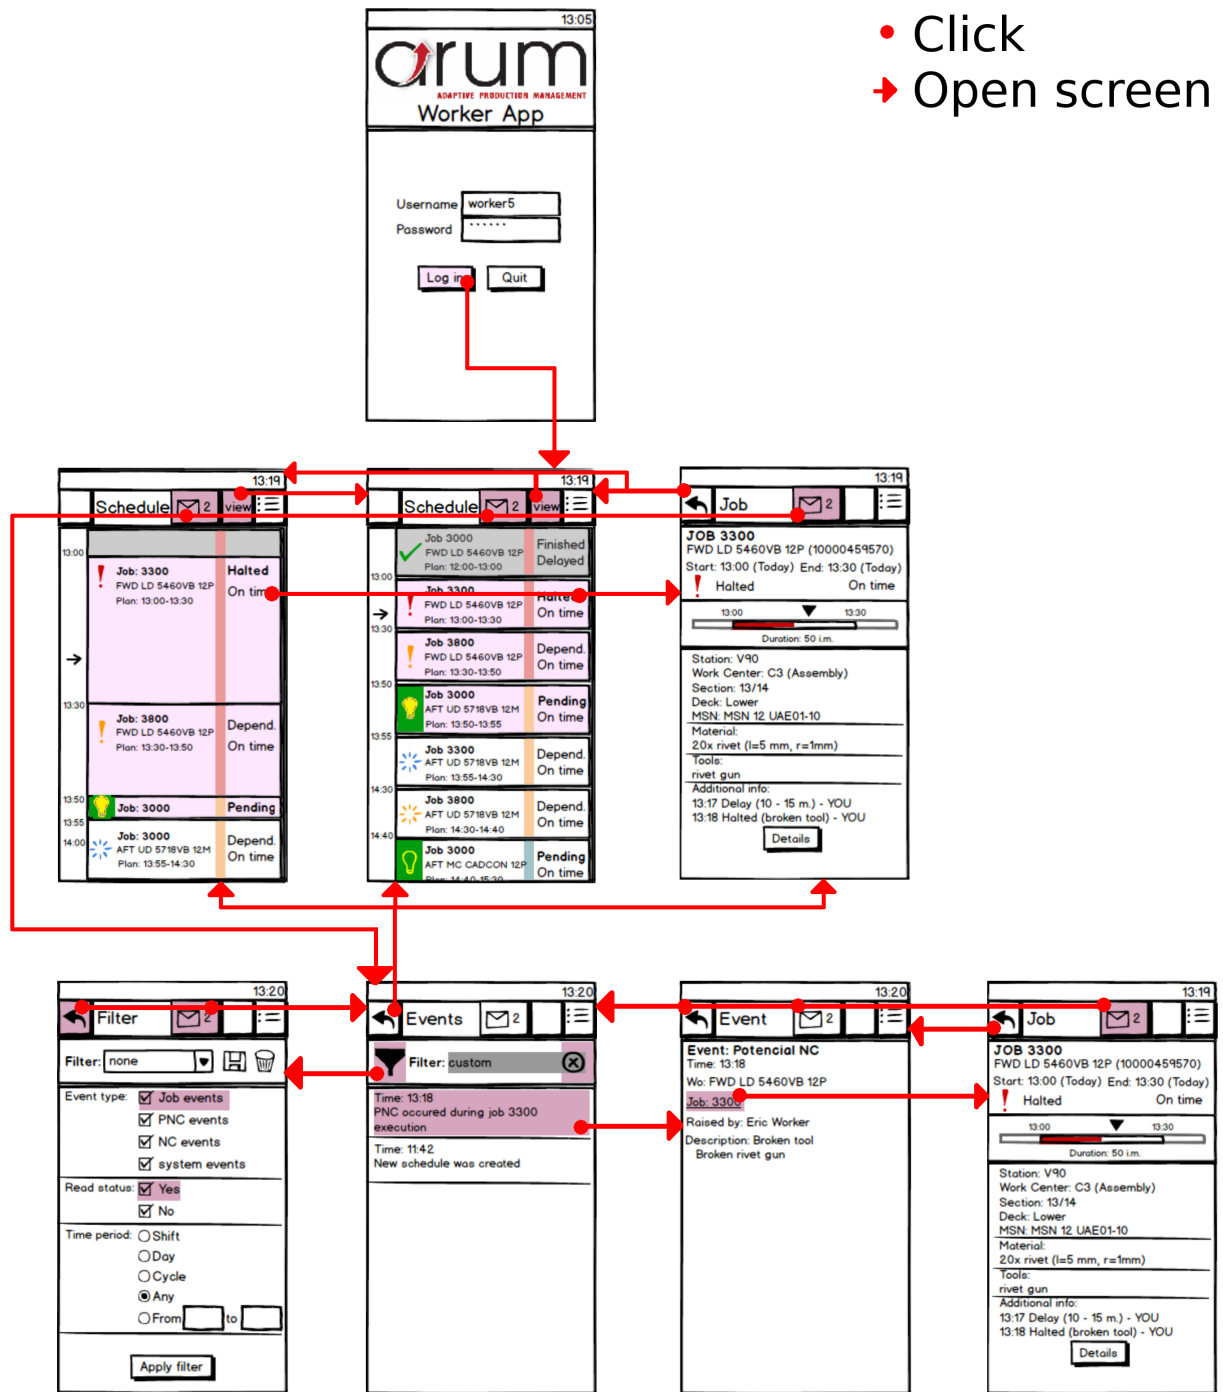 13:05
Click
Open screen
arum
ADAPTIVE PRODUCTION MANAGEMENT
Worker App
Username worker5
Password ······
Log in Quit
13:19
Schedule 2 view
13:00
Job: 3300 Halted
FWD LD 5460VB 12P On time
Plan: 13:00-13:30
13:30
Job: 3800 Depend.
FWD LD 5460VB 12P
Plan: 13:30-13:50 On time
13:50
Job: 3000 Pending
13:55
Job: 3000 Depend.
14:00 AFT UD 5718VB 12M On time
Plan: 13:55-14:30
13:19
Schedule 2 view
Job 3000 Finished
FWD LD 5460VB 12P Delayed
Plan: 12:00-13:00
13:00
Job 3300 Halted
FWD LD 5460VB 12P On time
Plan: 13:00-13:30
13:30
Job 3800 Depend.
FWD LD 5460VB 12P On time
Plan: 13:30-13:50
13:50
Job 3000 Pending
AFT UD 5718VB 12M On time
Plan: 13:50-13:55
13:55
Job 3300 Depend.
AFT UD 5718VB 12M On time
Plan: 13:55-14:30
14:30
Job 3800 Depend.
AFT UD 5718VB 12M On time
Plan: 14:30-14:40
14:40
Job 3000 Pending
AFT MC CADCON 12P On time
Plan: 14:40-15:20
13:19
Job 2
JOB 3300
FWD LD 5460VB 12P (10000459570)
Start: 13:00 (Today) End: 13:30 (Today)
Halted On time
13:00 13:30
Duration: 50 i.m.
Station: V90
Work Center: C3 (Assembly)
Section: 13/14
Deck: Lower
MSN: MSN 12 UAE01-10
Material:
20x rivet (l=5 mm, r=1mm)
Tools:
rivet gun
Additional info:
13:17 Delay (10 - 15 m.) - YOU
13:18 Halted (broken tool) - YOU
Details
13:20
Filter 2
Filter: none
Event type: Job events
PNC events
NC events
system events
Read status: Yes
No
Time period: Shift
Day
Cycle
Any
From to
Apply filter
13:20
Events 2
Filter: custom
Time: 13:18
PNC occured during job 3300
execution
Time: 11:42
New schedule was created
13:20
Event 2
Event: Potencial NC
Time: 13:18
Wo: FWD LD 5460VB 12P
Job: 3300
Raised by: Eric Worker
Description: Broken tool
Broken rivet gun
13:19
Job 2
JOB 3300
FWD LD 5460VB 12P (10000459570)
Start: 13:00 (Today) End: 13:30 (Today)
Halted On time
13:00 13:30
Duration: 50 i.m.
Station: V90
Work Center: C3 (Assembly)
Section: 13/14
Deck: Lower
MSN: MSN 12 UAE01-10
Material:
20x rivet (l=5 mm, r=1mm)
Tools:
rivet gun
Additional info:
13:17 Delay (10 - 15 m.) - YOU
13:18 Halted (broken tool) - YOU
Details